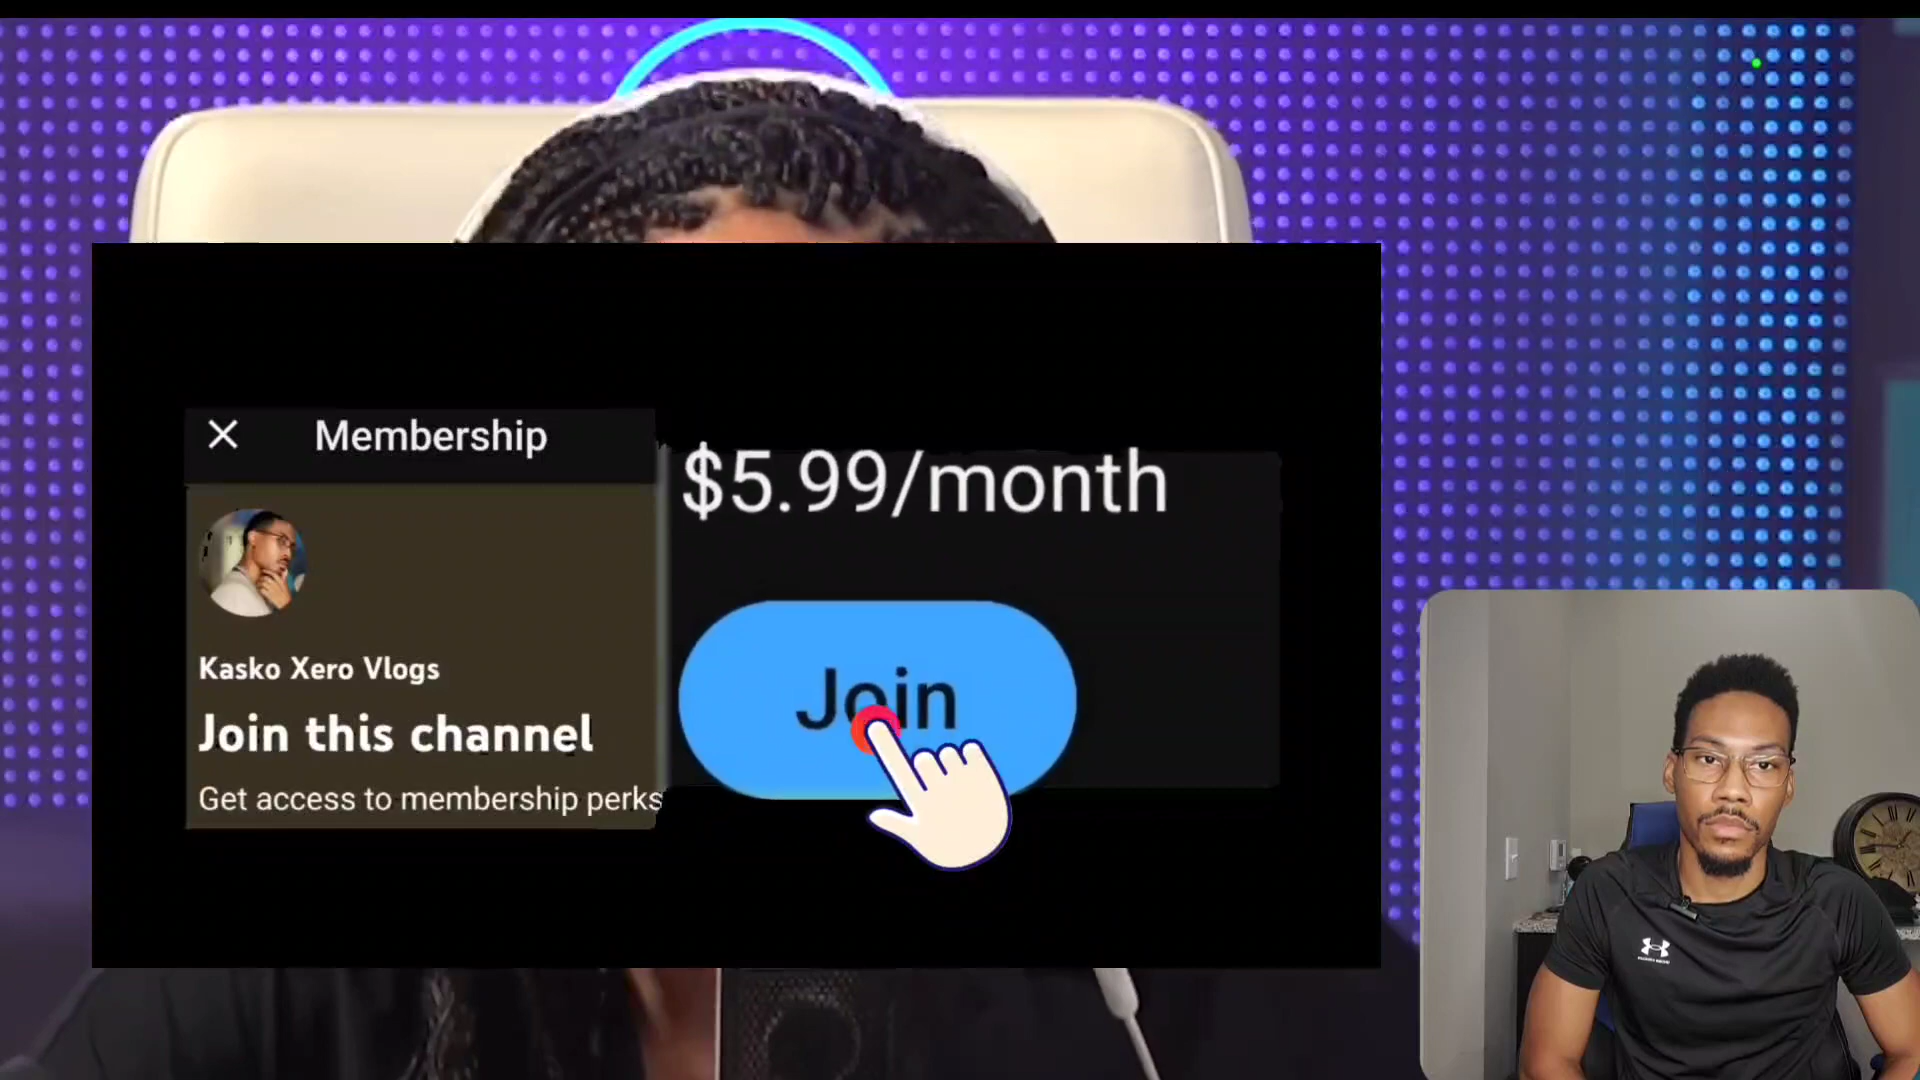 Membership
$5.99/month
Kasko Xero Vlogs
Join
Join this channel
Get access to membership perks